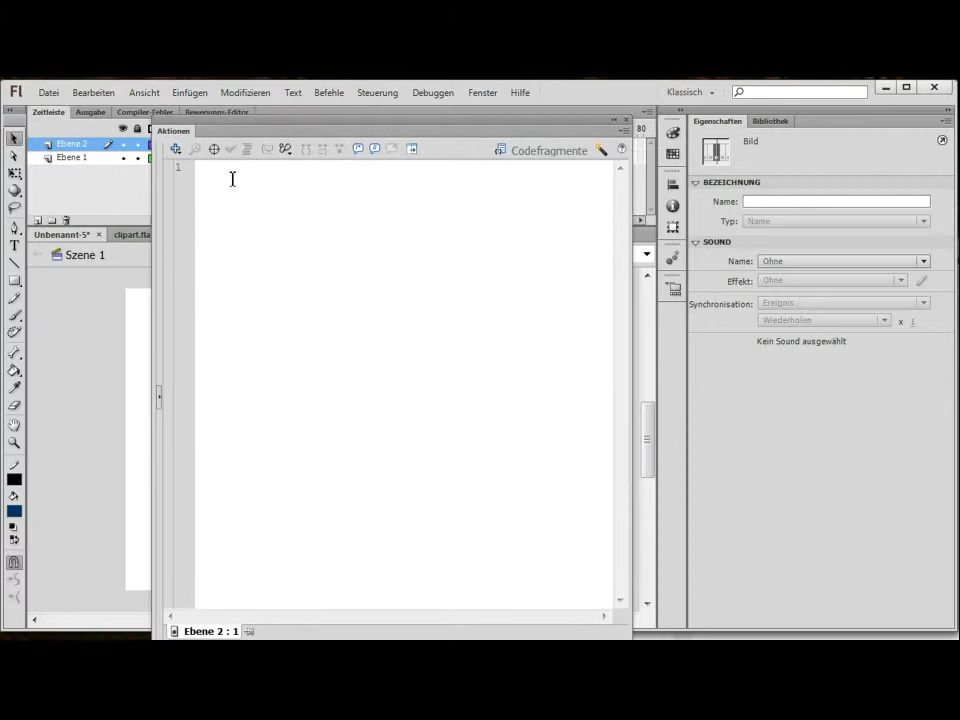 Fl Datei Bearbeiten Ansicht Einfügen Modifizieren Text Befehle Steuerung Debuggen Fenster Hilfe Klassisch
Zeitleiste Ausgabe Compiler-Fehler Bewegungs-Editor
Eigenschaften Bibliothek
80
Aktionen
Ebene 2
Ebene 1
Codefragmente
Bild
1
BEZEICHNUNG
Name:
Typ: Name
Unbenannt-5* × clipart.fla
SOUND
Szene 1
Name: Ohne
Effekt: Ohne
Synchronisation: Ereignis
Wiederholen x 1
Kein Sound ausgewählt
T
Ebene 2 : 1